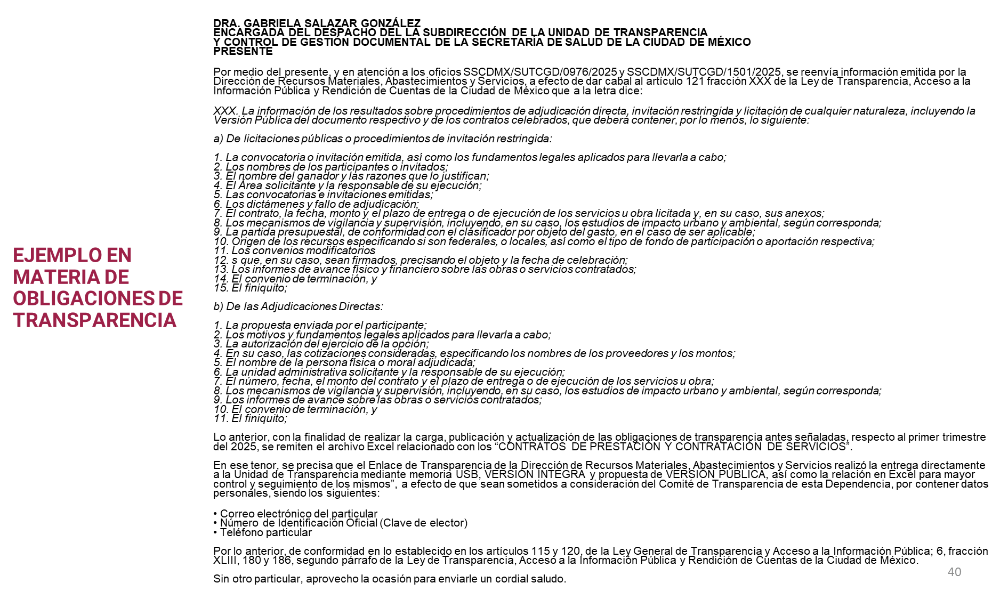 EJEMPLO EN
MATERIA DE
OBLIGACIONES DE
TRANSPARENCIA
DRA. GABRIELA SALAZAR GONZÁLEZ
ENCARGADA DEL DESPACHO DEL LA SUBDIRECCIÓN DE LA UNIDAD DE TRANSPARENCIA
Y CONTROL DE GESTIÓN DOCUMENTAL DE LA SECRETARÍA DE SALUD DE LA CIUDAD DE MÉXICO
PRESENTE
Por medio del presente, y en atención a los oficios SSCDMX/SUTCGD/0976/2025 y SSCDMX/SUTCGD/1501/2025, se reenvía información emitida por la
Dirección de Recursos Materiales, Abastecimientos y Servicios, a efecto de dar cabal al artículo 121 fracción XXX de la Ley de Transparencia, Acceso a la
Información Pública y Rendición de Cuentas de la Ciudad de México que a la letra dice:
XXX. La información de los resultados sobre procedimientos de adjudicación directa, invitación restringida y licitación de cualquier naturaleza, incluyendo la
Versión Pública del documento respectivo y de los contratos celebrados, que deberá contener, por lo menos, lo siguiente:
a) De licitaciones públicas o procedimientos de invitación restringida:
1. La convocatoria o invitación emitida, así como los fundamentos legales aplicados para llevarla a cabo;
2. Los nombres de los participantes o invitados;
3. El nombre del ganador y las razones que lo justifican;
4. El Área solicitante y la responsable de su ejecución;
5. Las convocatorias e invitaciones emitidas;
6. Los dictámenes y fallo de adjudicación;
7. El contrato, la fecha, monto y el plazo de entrega o de ejecución de los servicios u obra licitada y, en su caso, sus anexos;
8. Los mecanismos de vigilancia y supervisión, incluyendo, en su caso, los estudios de impacto urbano y ambiental, según corresponda;
9. La partida presupuestal, de conformidad con el clasificador por objeto del gasto, en el caso de ser aplicable;
10. Origen de los recursos especificando si son federales, o locales, así como el tipo de fondo de participación o aportación respectiva;
11. Los convenios modificatorios
12. s que, en su caso, sean firmados, precisando el objeto y la fecha de celebración;
13. Los informes de avance físico y financiero sobre las obras o servicios contratados;
14. El convenio de terminación, y
15. El finiquito;
b) De las Adjudicaciones Directas:
1. La propuesta enviada por el participante;
2. Los motivos y fundamentos legales aplicados para llevarla a cabo;
3. La autorización del ejercicio de la opción;
4. En su caso, las cotizaciones consideradas, especificando los nombres de los proveedores y los montos;
5. El nombre de la persona física o moral adjudicada;
6. La unidad administrativa solicitante y la responsable de su ejecución;
7. El número, fecha, el monto del contrato y el plazo de entrega o de ejecución de los servicios u obra;
8. Los mecanismos de vigilancia y supervisión, incluyendo, en su caso, los estudios de impacto urbano y ambiental, según corresponda;
9. Los informes de avance sobre las obras o servicios contratados;
10. El convenio de terminación, y
11. El finiquito;
Lo anterior, con la finalidad de realizar la carga, publicación y actualización de las obligaciones de transparencia antes señaladas, respecto al primer trimestre
del 2025, se remiten el archivo Excel relacionado con los “CONTRATOS DE PRESTACIÓN Y CONTRATACIÓN DE SERVICIOS”.
En ese tenor, se precisa que el Enlace de Transparencia de la Dirección de Recursos Materiales, Abastecimientos y Servicios realizó la entrega directamente
a la Unidad de Transparencia mediante memoria USB, VERSIÓN ÍNTEGRA y propuesta de VERSIÓN PÚBLICA, así como la relación en Excel para mayor
control y seguimiento de los mismos”, a efecto de que sean sometidos a consideración del Comité de Transparencia de esta Dependencia, por contener datos
personales, siendo los siguientes:
• Correo electrónico del particular
• Número de Identificación Oficial (Clave de elector)
• Teléfono particular
Por lo anterior, de conformidad en lo establecido en los artículos 115 y 120, de la Ley General de Transparencia y Acceso a la Información Pública; 6, fracción
XLIII, 180 y 186, segundo párrafo de la Ley de Transparencia, Acceso a la Información Pública y Rendición de Cuentas de la Ciudad de México.
Sin otro particular, aprovecho la ocasión para enviarle un cordial saludo.
40